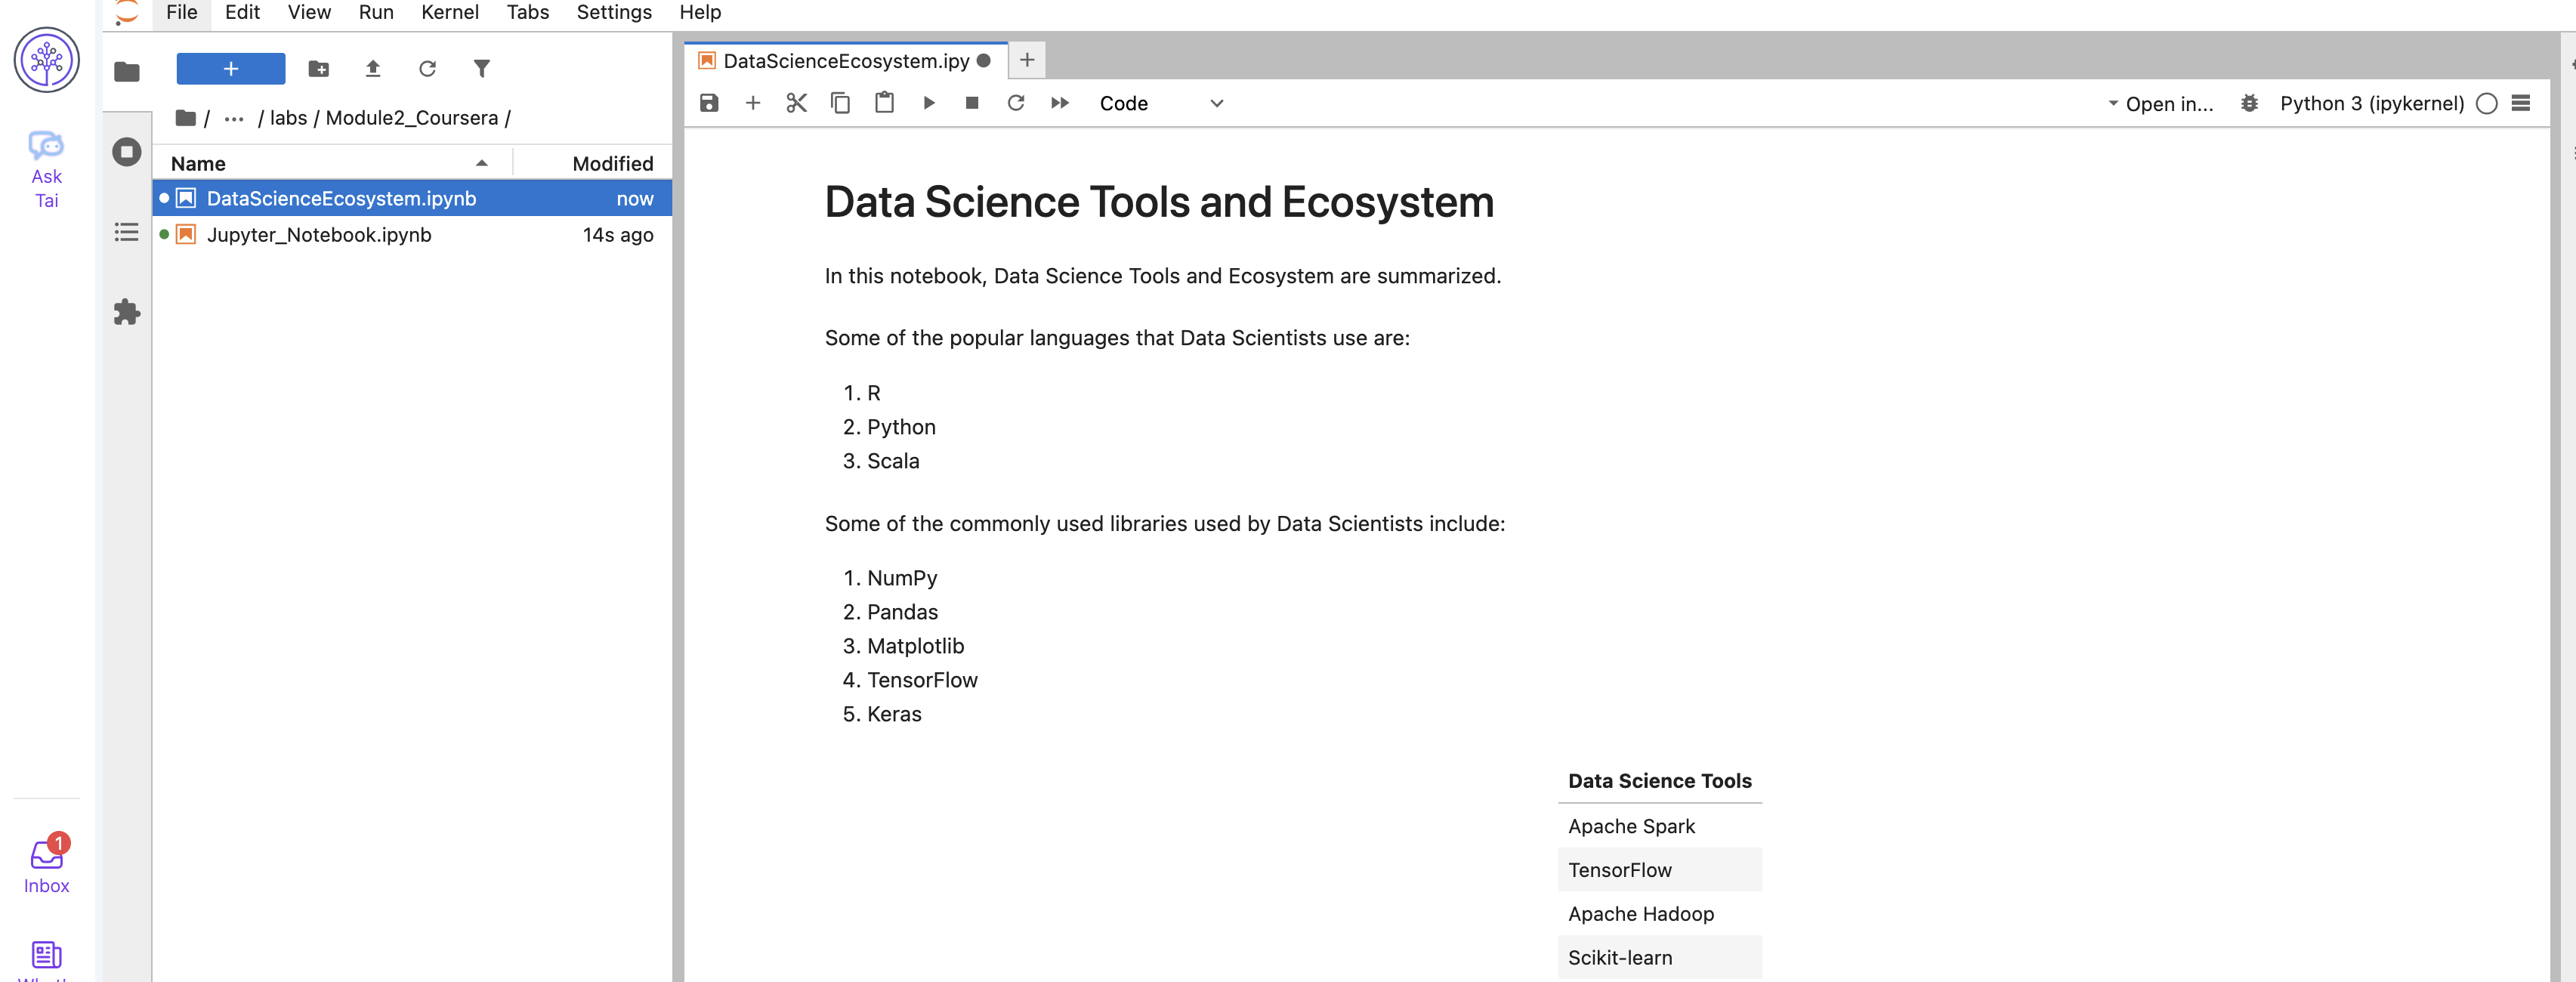 File Edit View Run Kernel Tabs Settings Help
Ask
Tai
Inbox
1
/ ... / labs / Module2_Coursera /
Name Modified
DataScienceEcosystem.ipynb now
Jupyter_Notebook.ipynb 14s ago
DataScienceEcosystem.ipy
Code
Open in...
Python 3 (ipykernel)
Data Science Tools and Ecosystem
In this notebook, Data Science Tools and Ecosystem are summarized.
Some of the popular languages that Data Scientists use are:
1. R
2. Python
3. Scala
Some of the commonly used libraries used by Data Scientists include:
1. NumPy
2. Pandas
3. Matplotlib
4. TensorFlow
5. Keras
Data Science Tools
Apache Spark
TensorFlow
Apache Hadoop
Scikit-learn